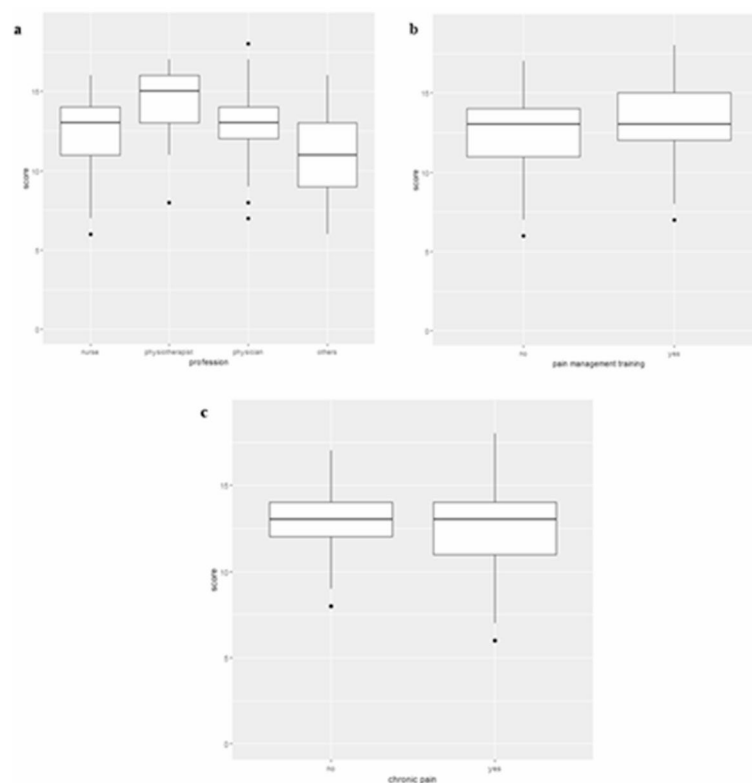 a
15
10
5
0
score
nurse physiotherapist physician others
profession
b
15
10
5
0
score
no yes
pain management training
c
15
10
5
0
score
no yes
chronic pain